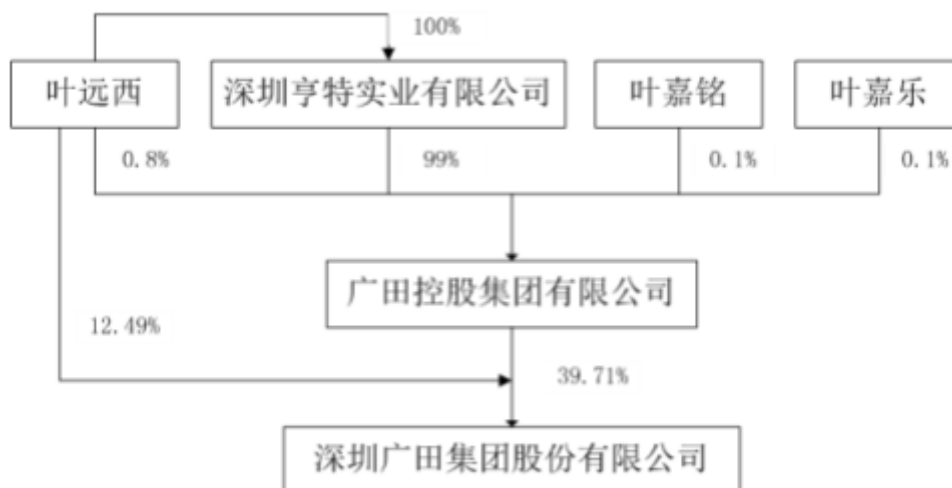 100%
叶远西
深圳亨特实业有限公司
叶嘉铭
叶嘉乐
0.8%
99%
0.1%
0.1%
广田控股集团有限公司
12.49%
39.71%
深圳广田集团股份有限公司